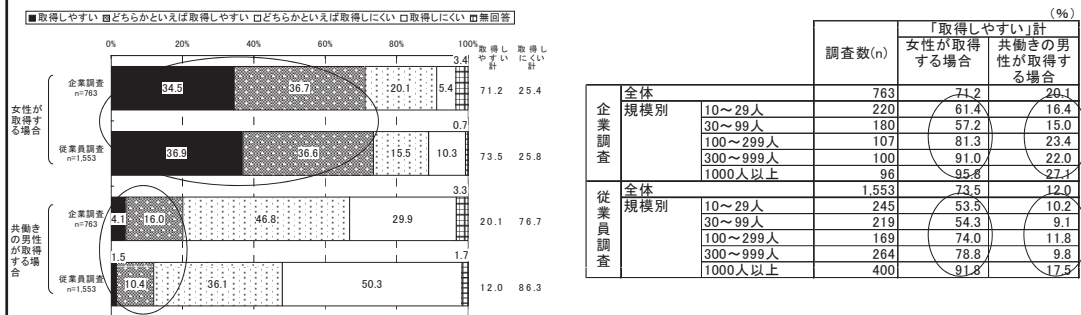 ■取得しやすい ▨どちらかといえば取得しやすい □どちらかといえば取得しにくい □取得しにくい ▥無回答
0% 20% 40% 60% 80% 100%
取得しやすい計 取得しにくい計
女性が取得する場合
企業調査 n=763 34.5 36.7 20.1 5.4 3.4 71.2 25.4
従業員調査 n=1,553 36.9 36.6 15.5 10.3 0.7 73.5 25.8
共働きの男性が取得する場合
企業調査 n=763 4.1 16.0 46.8 29.9 3.3 20.1 76.7
従業員調査 n=1,553 1.5 10.4 36.1 50.3 1.7 12.0 86.3
(%)
「取得しやすい」計
調査数(n) 女性が取得する場合 共働きの男性が取得する場合
企業調査
全体 763 71.2 20.1
規模別 10～29人 220 61.4 16.4
30～99人 180 57.2 15.0
100～299人 107 81.3 23.4
300～999人 100 91.0 22.0
1000人以上 96 95.8 27.1
従業員調査
全体 1,553 73.5 12.0
規模別 10～29人 245 53.5 10.2
30～99人 219 54.3 9.1
100～299人 169 74.0 11.8
300～999人 264 78.8 9.8
1000人以上 400 91.8 17.5